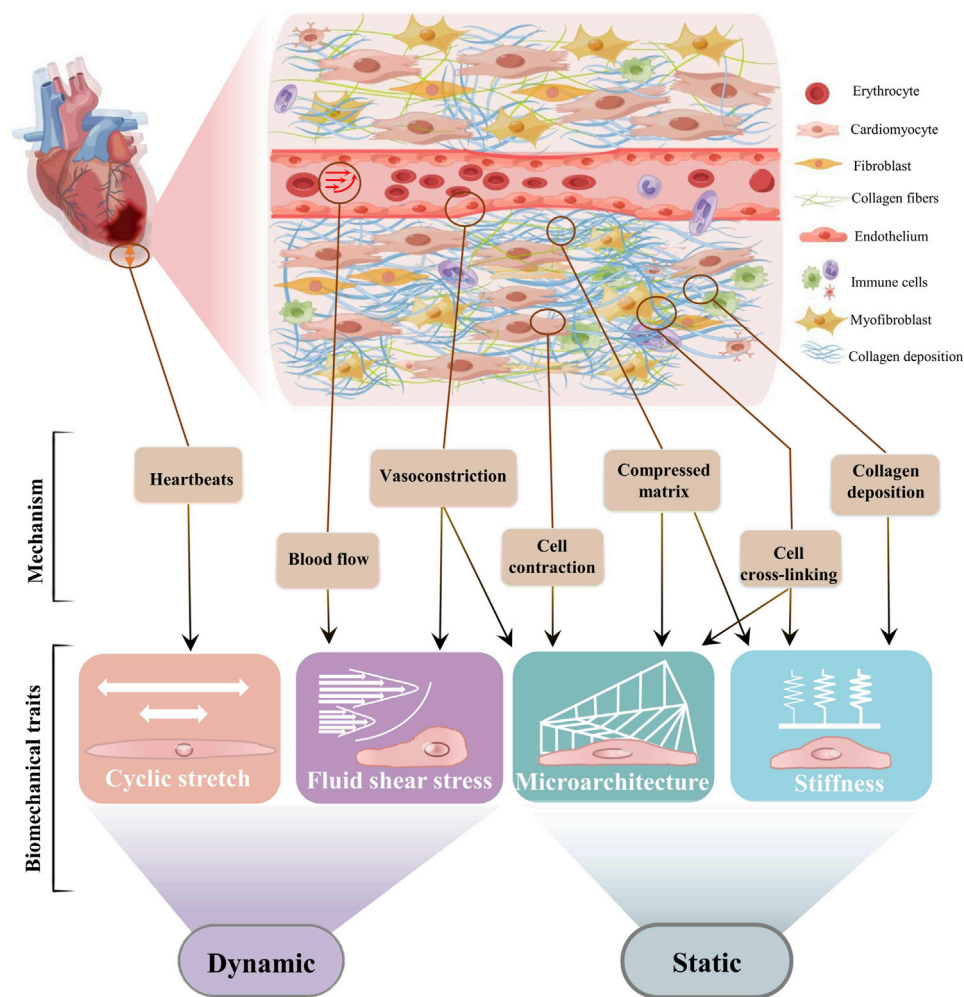 Erythrocyte
Cardiomyocyte
Fibroblast
Collagen fibers
Endothelium
Immune cells
Myofibroblast
Collagen deposition
Mechanism
Heartbeats
Vasoconstriction
Compressed
matrix
Collagen
deposition
Blood flow
Cell
contraction
Cell
cross-linking
Biomechanical traits
Cyclic stretch
Fluid shear stress
Microarchitecture
Stiffness
Dynamic
Static